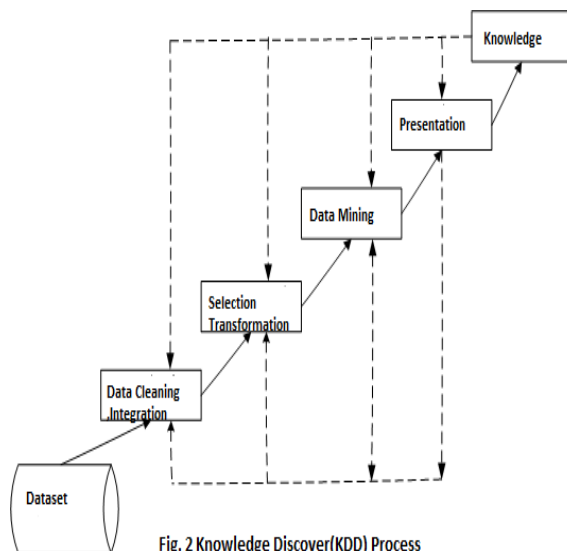 Knowledge
Presentation
Data Mining
Selection
Transformation
Data Cleaning
.Integration
Dataset
Fig. 2 Knowledge Discover(KDD) Process